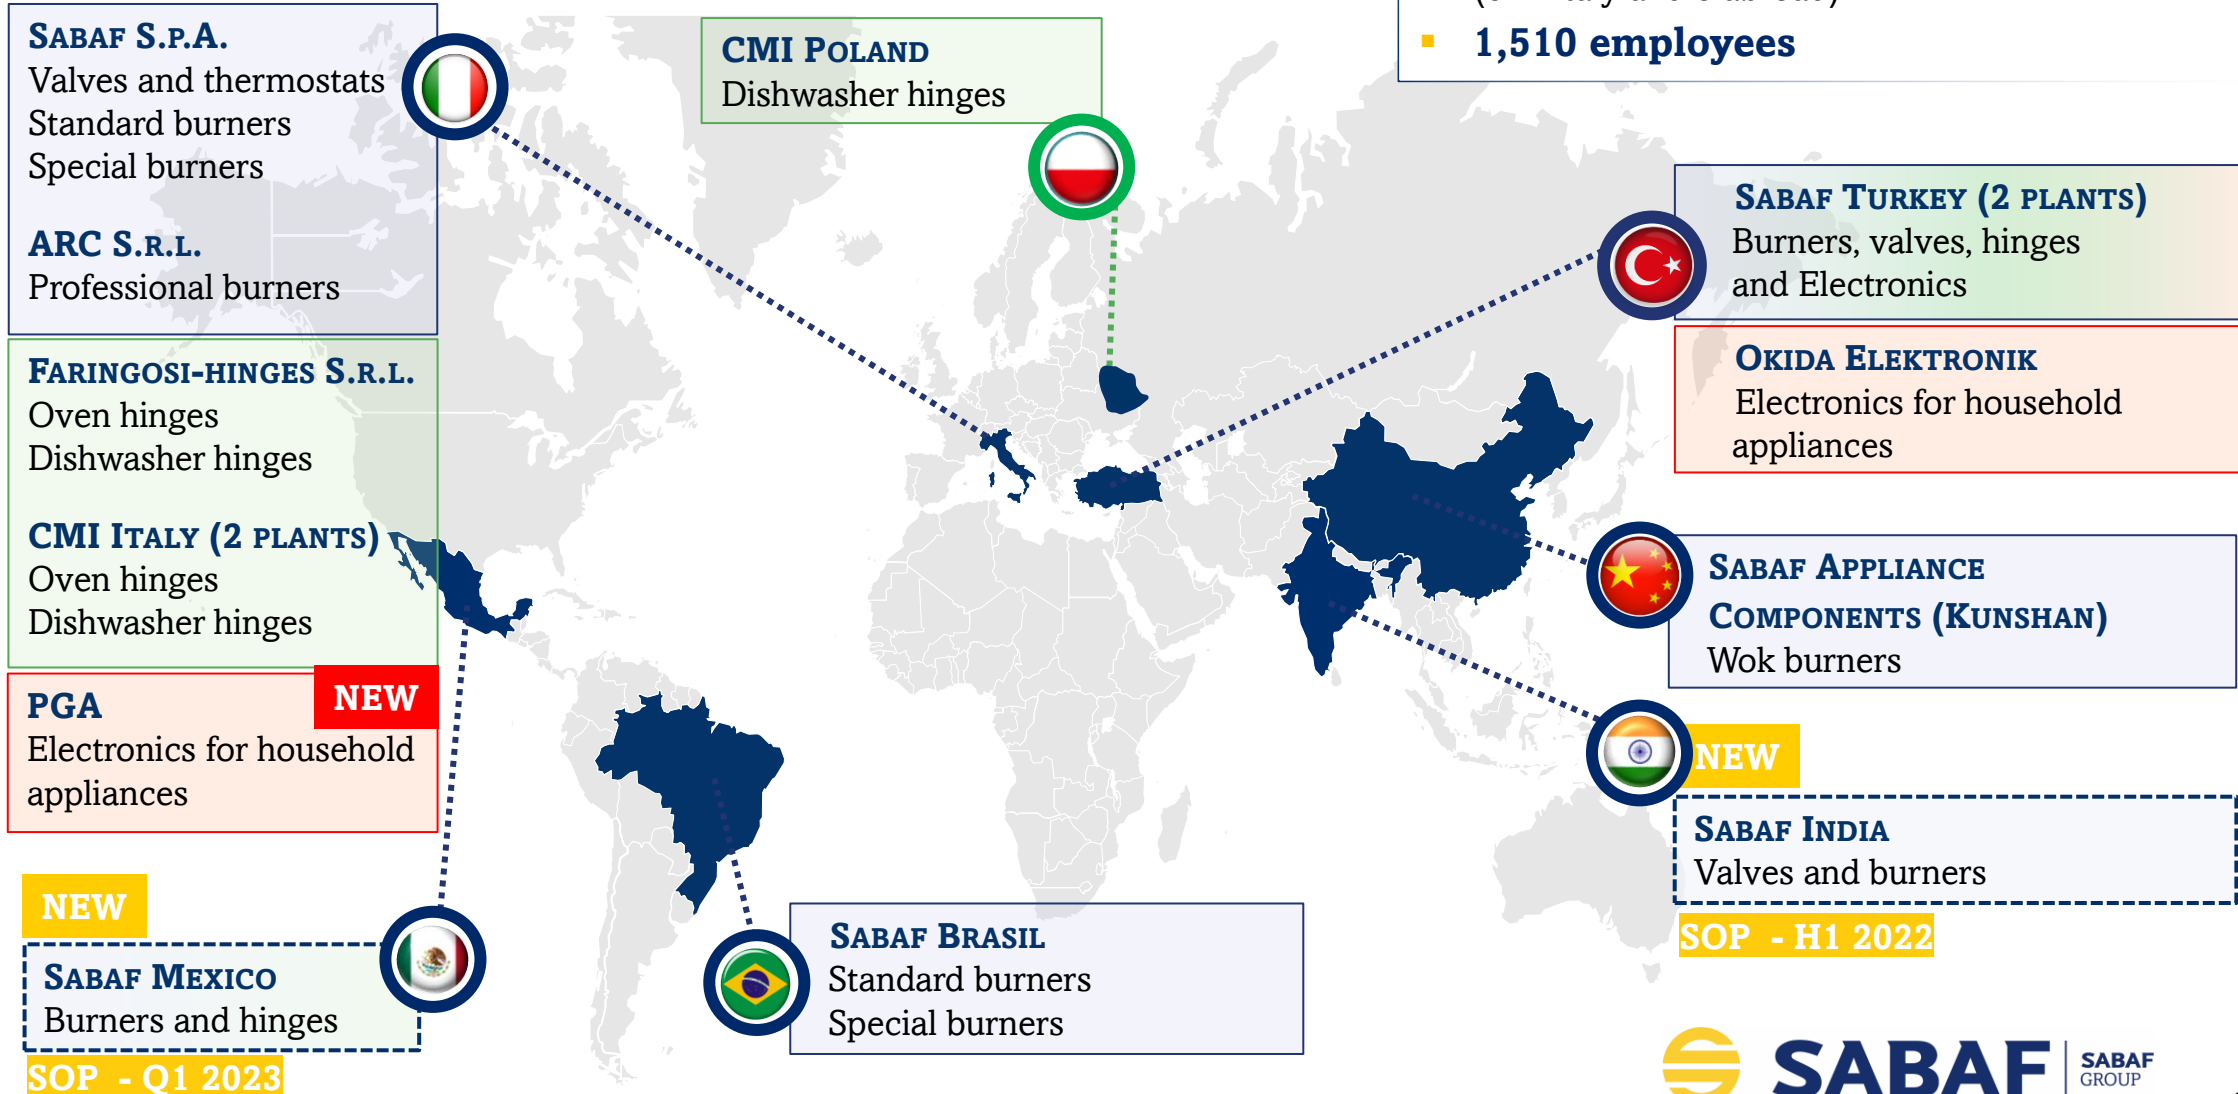 SABAF S.P.A.
Valves and thermostats
Standard burners
Special burners
ARC S.R.L.
Professional burners
FARINGOSI-HINGES S.R.L.
Oven hinges
Dishwasher hinges
CMI ITALY (2 PLANTS)
Oven hinges
Dishwasher hinges
NEW
PGA
Electronics for household
appliances
NEW
SABAF MEXICO
Burners and hinges
SOP - Q1 2023
CMI POLAND
Dishwasher hinges
1,510 employees
SABAF TURKEY (2 PLANTS)
Burners, valves, hinges
and Electronics
OKIDA ELEKTRONIK
Electronics for household
appliances
SABAF APPLIANCE
COMPONENTS (KUNSHAN)
Wok burners
NEW
SABAF INDIA
Valves and burners
SOP - H1 2022
SABAF BRASIL
Standard burners
Special burners
SABAF
SABAF
GROUP